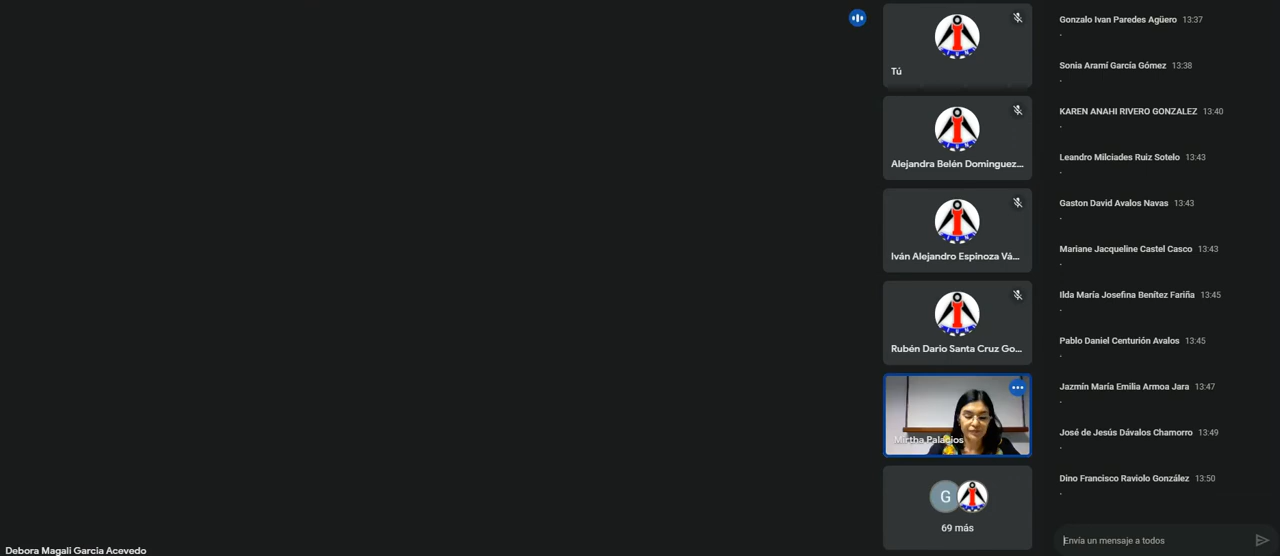 Tú
Alejandra Belén Dominguez...
Iván Alejandro Espinoza Vá...
Rubén Dario Santa Cruz Go...
Mirtha Palacios
G
69 más
Debora Magali Garcia Acevedo
Gonzalo Ivan Paredes Agüero 13:37
.
Sonia Aramí García Gómez 13:38
.
KAREN ANAHI RIVERO GONZALEZ 13:40
.
Leandro Milciades Ruiz Sotelo 13:43
.
Gaston David Avalos Navas 13:43
.
Mariane Jacqueline Castel Casco 13:43
.
Ilda María Josefina Benítez Fariña 13:45
.
Pablo Daniel Centurión Avalos 13:45
.
Jazmín María Emilia Armoa Jara 13:47
.
José de Jesús Dávalos Chamorro 13:49
.
Dino Francisco Raviolo González 13:50
.
Envía un mensaje a todos